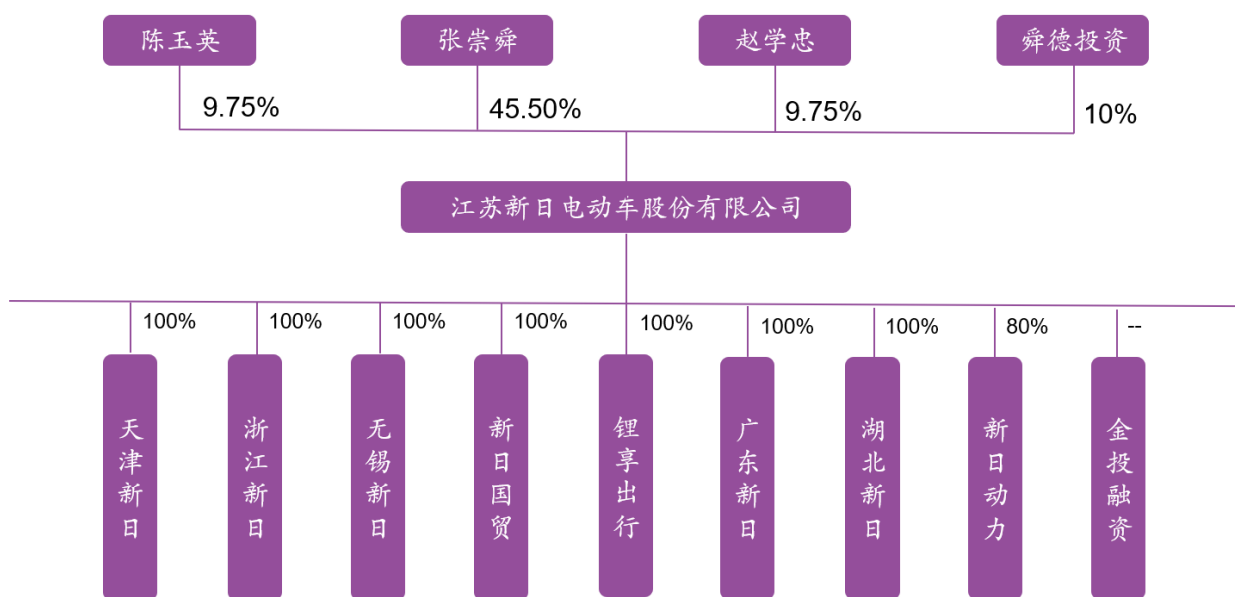 陈玉英
张崇舜
赵学忠
舜德投资
9.75%
45.50%
9.75%
10%
江苏新日电动车股份有限公司
100%
100%
100%
100%
100%
100%
100%
80%
--
天津新日
浙江新日
无锡新日
新日国贸
锂享出行
广东新日
湖北新日
新日动力
金投融资